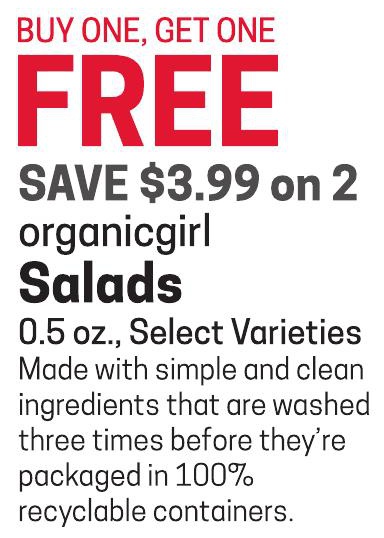 BUY ONE, GET ONE
FREE
SAVE $3.99 on 2
organicgirl
Salads
0.5 oz., Select Varieties
Made with simple and clean
ingredients that are washed
three times before they’re
packaged in 100%
recyclable containers.